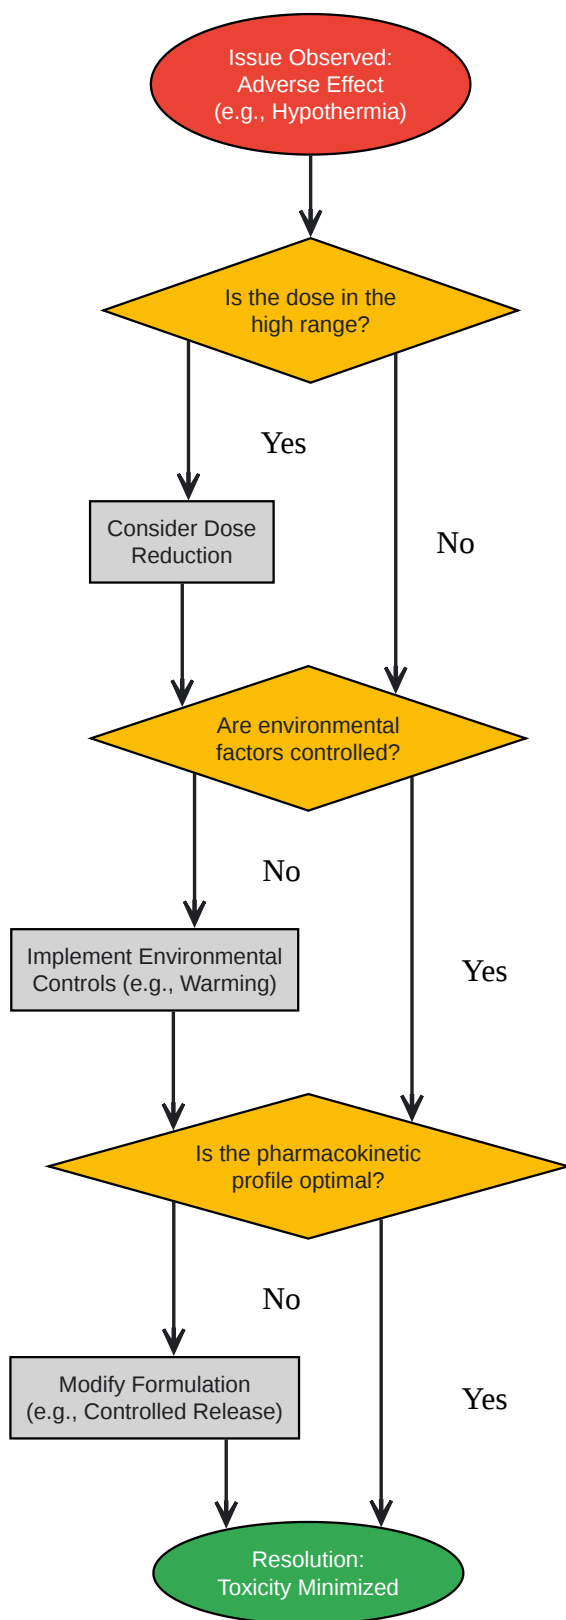 Issue Observed:
Adverse Effect
(e.g., Hypothermia)
Is the dose in the
high range?
Yes
Consider Dose
Reduction
No
Are environmental
factors controlled?
No
Implement Environmental
Controls (e.g., Warming)
Yes
Is the pharmacokinetic
profile optimal?
No
Modify Formulation
(e.g., Controlled Release)
Yes
Resolution:
Toxicity Minimized